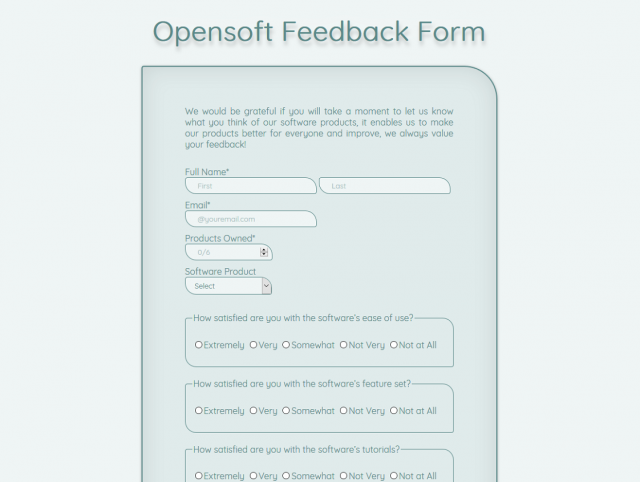 Opensoft Feedback Form
We would be grateful if you will take a moment to let us know
what you think of our software products, it enables us to make
our products better for everyone and improve, we always value
your feedback!
Full Name*
First Last
Email*
@youremail.com
Products Owned*
0/6
Software Product
Select
How satisfied are you with the software's ease of use?
Extremely Very Somewhat Not Very Not at All
How satisfied are you with the software's feature set?
Extremely Very Somewhat Not Very Not at All
How satisfied are you with the software's tutorials?
Extremely Very Somewhat Not Very Not at All